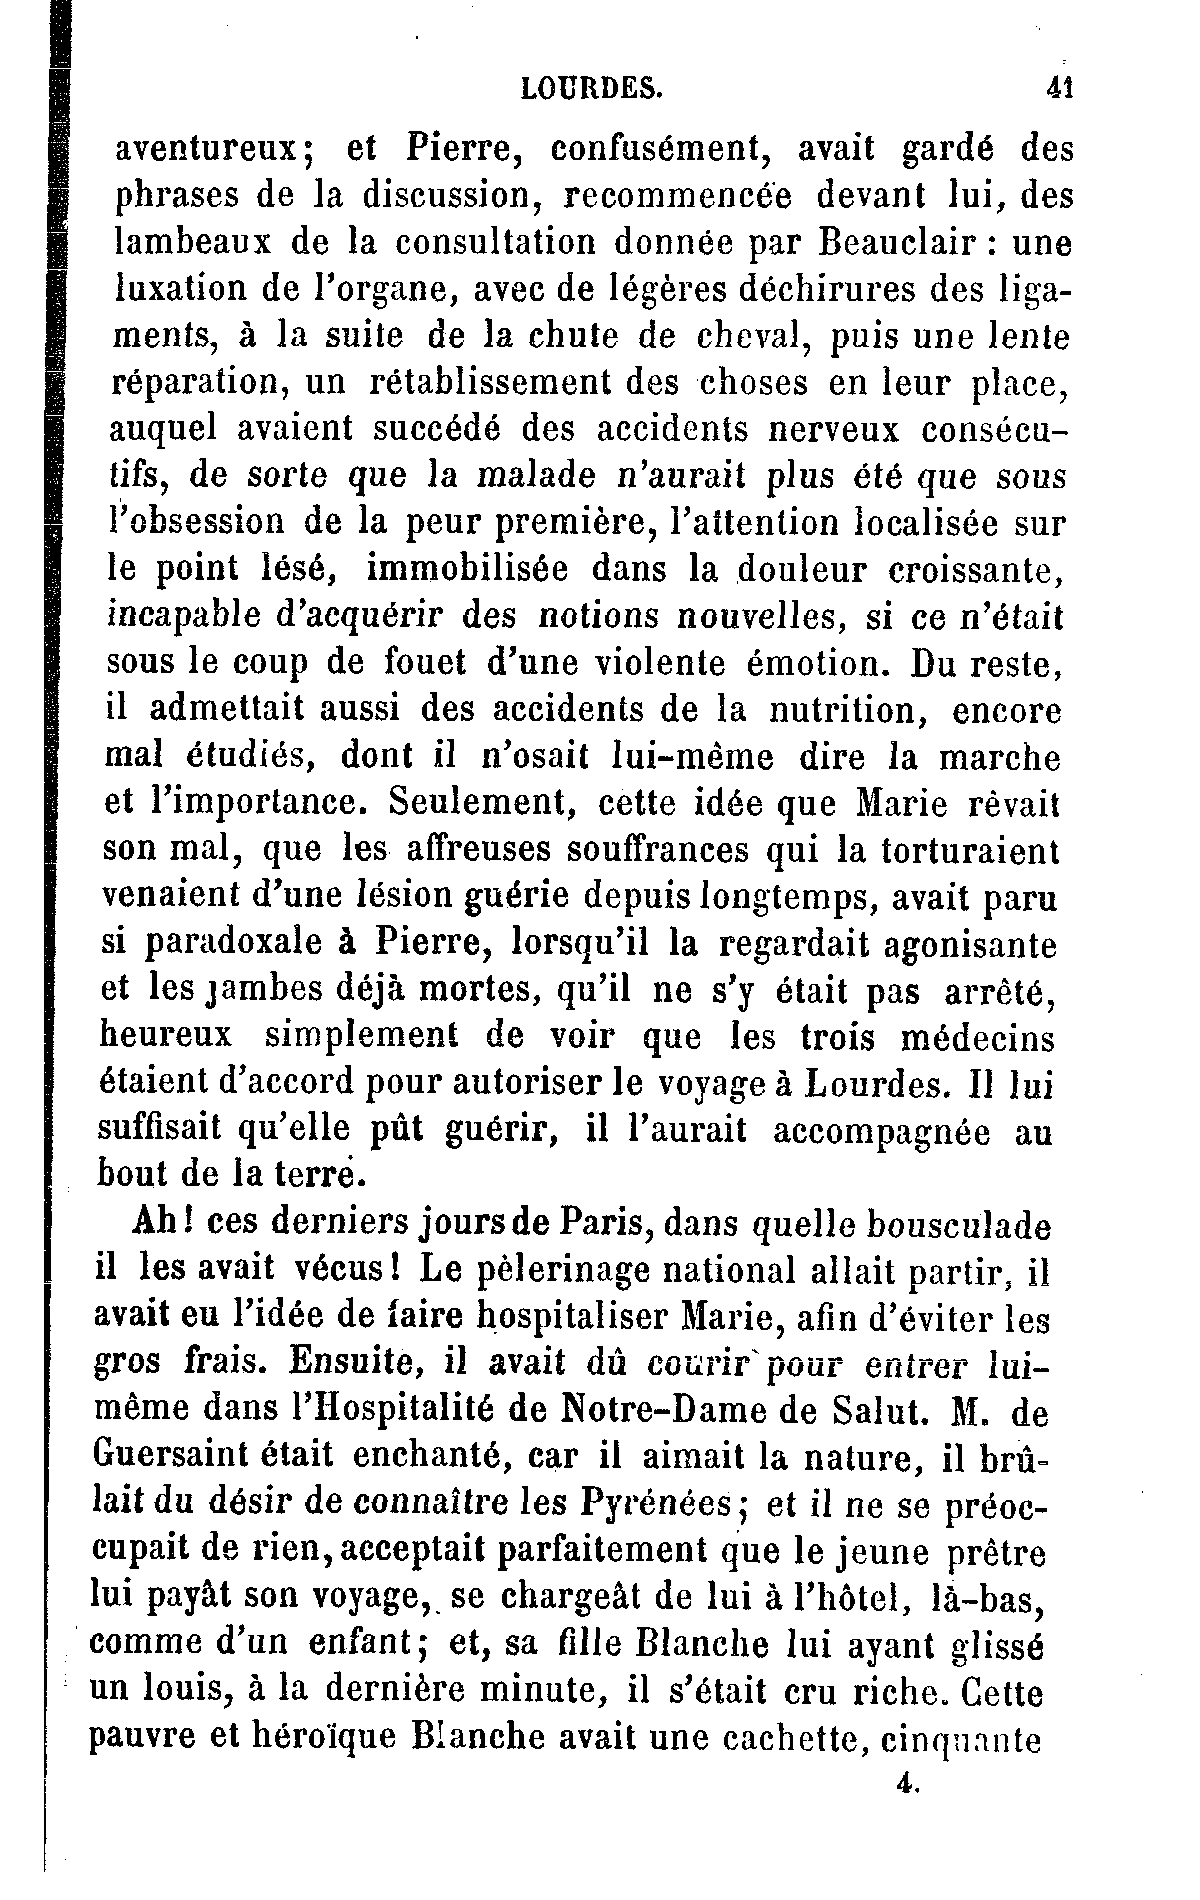 LOURDES. 41
aventureux; et Pierre, confusément, avait gardé des
phrases de la discussion, recommencée devant lui, des
lambeaux de la consultation donnée par Beauclair : une
luxation de l'organe, avec de légères déchirures des liga-
ments, à la suite de la chute de cheval, puis une lente
réparation, un rétablissement des choses en leur place,
auquel avaient succédé des accidents nerveux consécu-
tifs, de sorte que la malade n'aurait plus été que sous
l'obsession de la peur première, l'attention localisée sur
le point lésé, immobilisée dans la douleur croissante,
incapable d'acquérir des notions nouvelles, si ce n'était
sous le coup de fouet d'une violente émotion. Du reste,
il admettait aussi des accidents de la nutrition, encore
mal étudiés, dont il n'osait lui-même dire la marche
et l'importance. Seulement, cette idée que Marie rêvait
son mal, que les affreuses souffrances qui la torturaient
venaient d'une lésion guérie depuis longtemps, avait paru
si paradoxale à Pierre, lorsqu'il la regardait agonisante
et les jambes déjà mortes, qu'il ne s'y était pas arrêté,
heureux simplement de voir que les trois médecins
étaient d'accord pour autoriser le voyage à Lourdes. Il lui
suffisait qu'elle pût guérir, il l'aurait accompagnée au
bout de la terre.
Ah! ces derniers jours de Paris, dans quelle bousculade
il les avait vécus! Le pèlerinage national allait partir, il
avait eu l'idée de faire hospitaliser Marie, afin d'éviter les
gros frais. Ensuite, il avait dû courir pour entrer lui-
même dans l'Hospitalité de Notre-Dame de Salut. M. de
Guersaint était enchanté, car il aimait la nature, il brû-
lait du désir de connaître les Pyrénées; et il ne se préoc-
cupait de rien, acceptait parfaitement que le jeune prêtre
lui payât son voyage, se chargeât de lui à l'hôtel, là-bas,
comme d'un enfant; et, sa fille Blanche lui ayant glissé
un louis, à la dernière minute, il s'était cru riche. Cette
pauvre et héroïque Blanche avait une cachette, cinquante
4.